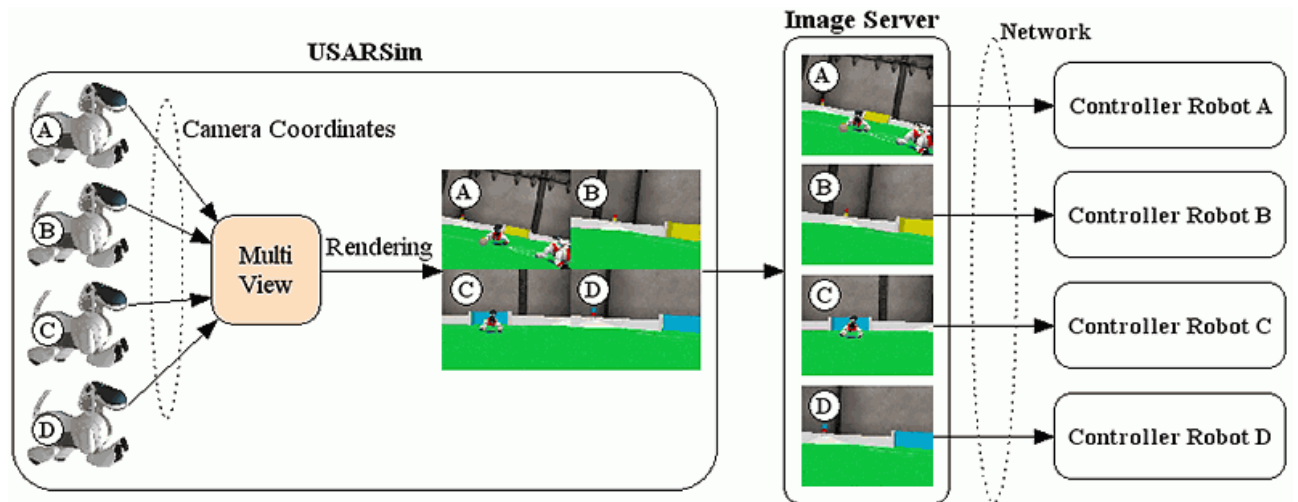 USARSim
Image Server
Network
A
B
C
D
Camera Coordinates
Multi
View
Rendering
A
B
C
D
A
B
C
D
Controller Robot A
Controller Robot B
Controller Robot C
Controller Robot D